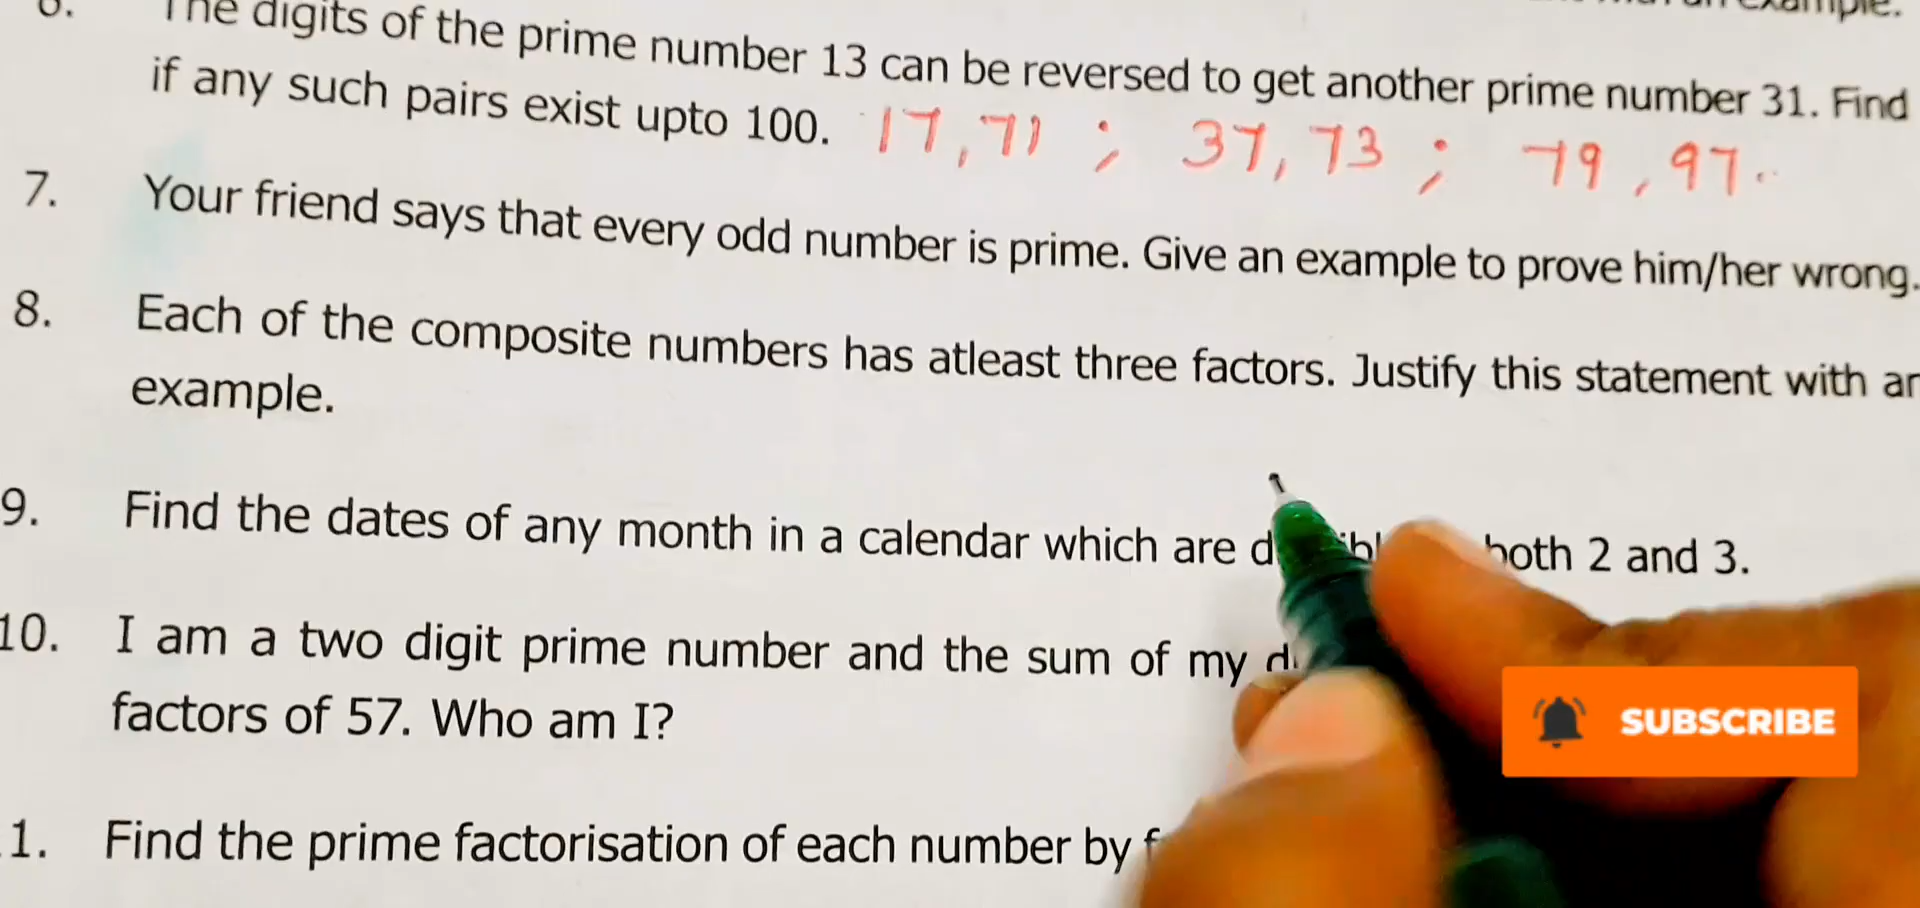 example.
The digits of the prime number 13 can be reversed to get another prime number 31. Find
if any such pairs exist upto 100. 17, 71 ; 37, 73 ; 79, 97.
7. Your friend says that every odd number is prime. Give an example to prove him/her wrong.
8. Each of the composite numbers has atleast three factors. Justify this statement with an
example.
9. Find the dates of any month in a calendar which are both 2 and 3.
10. I am a two digit prime number and the sum of my
factors of 57. Who am I?
SUBSCRIBE
1. Find the prime factorisation of each number by